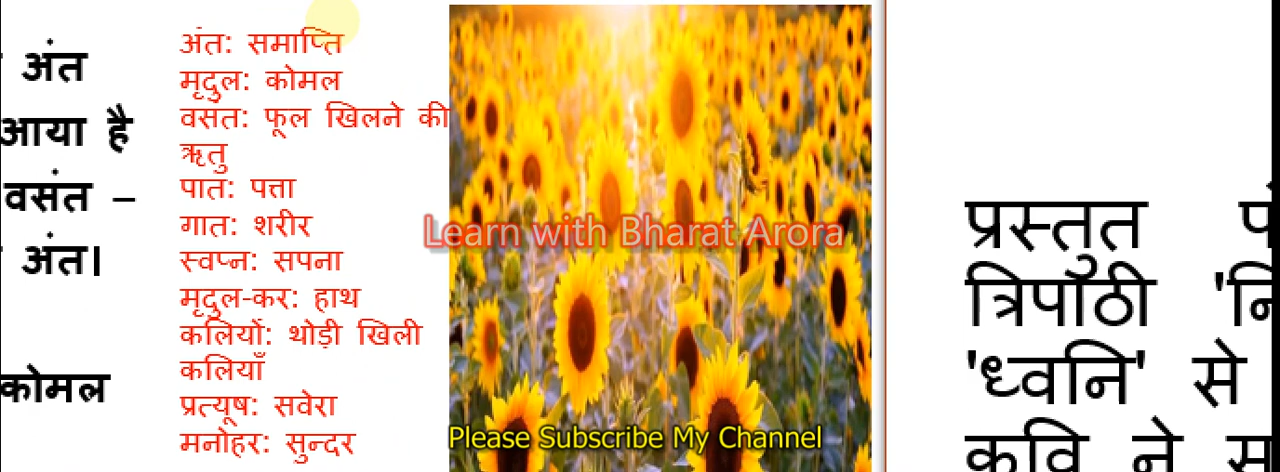 अंत
आया है
वसंत –
अंत।
कोमल
अंत: समाप्ति
मृदुल: कोमल
वसंत: फूल खिलने की
ऋतु
पात: पत्ता
गात: शरीर
स्वप्न: सपना
मृदुल-कर: हाथ
कलियों: थोड़ी खिली
कलियाँ
प्रत्यूष: सवेरा
मनोहर: सुन्दर
Learn with Bharat Arora
Please Subscribe My Channel
प्रस्तुत
त्रिपाठी
'ध्वनि' से
कवि ने